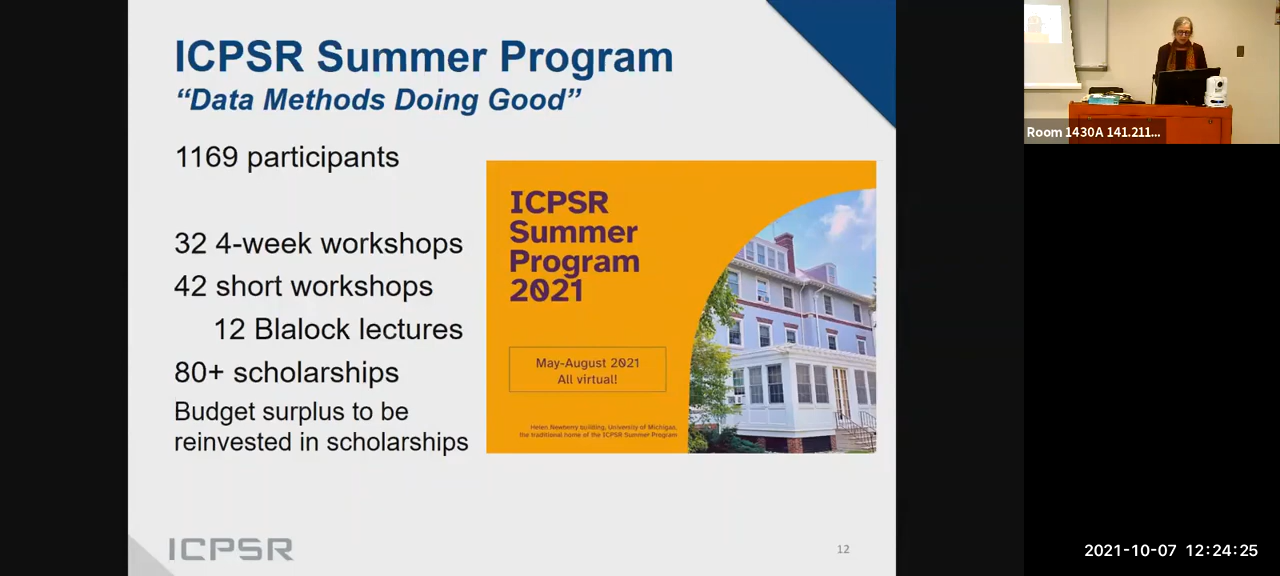 ICPSR Summer Program
“Data Methods Doing Good”
1169 participants
32 4-week workshops
42 short workshops
12 Blalock lectures
80+ scholarships
Budget surplus to be
reinvested in scholarships
ICPSR
Summer
Program
2021
May-August 2021
All virtual!
Helen Newberry building, University of Michigan,
the traditional home of the ICPSR Summer Program
ICPSR
12
Room 1430A 141.211...
2021-10-07 12:24:25